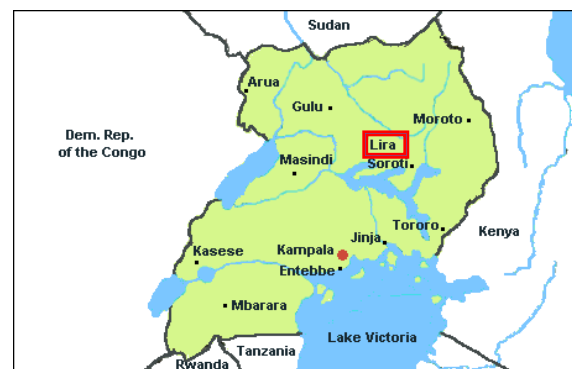 Sudan
Arua
Gulu
Moroto
Dem. Rep.
of the Congo
Lira
Masindi
Soroti
Tororo
Jinja
Kenya
Kampala
Kasese
Entebbe
Mbarara
Lake Victoria
Tanzania
Rwanda